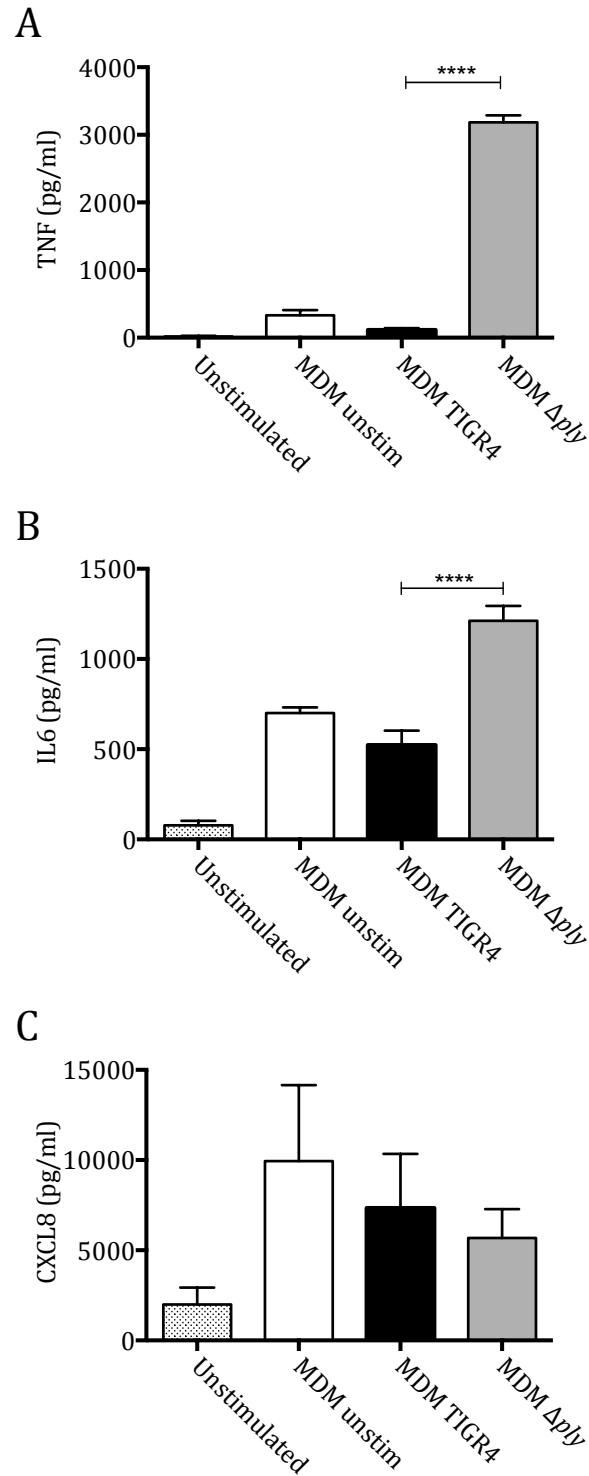 A
4000
3000
2000
1000
0
TNF (pg/ml)
****
Unstimulated
MDM unstim
MDM TIGR4
MDM Δply
B
1500
1000
500
0
IL6 (pg/ml)
****
Unstimulated
MDM unstim
MDM TIGR4
MDM Δply
C
15000
10000
5000
0
CXCL8 (pg/ml)
Unstimulated
MDM unstim
MDM TIGR4
MDM Δply